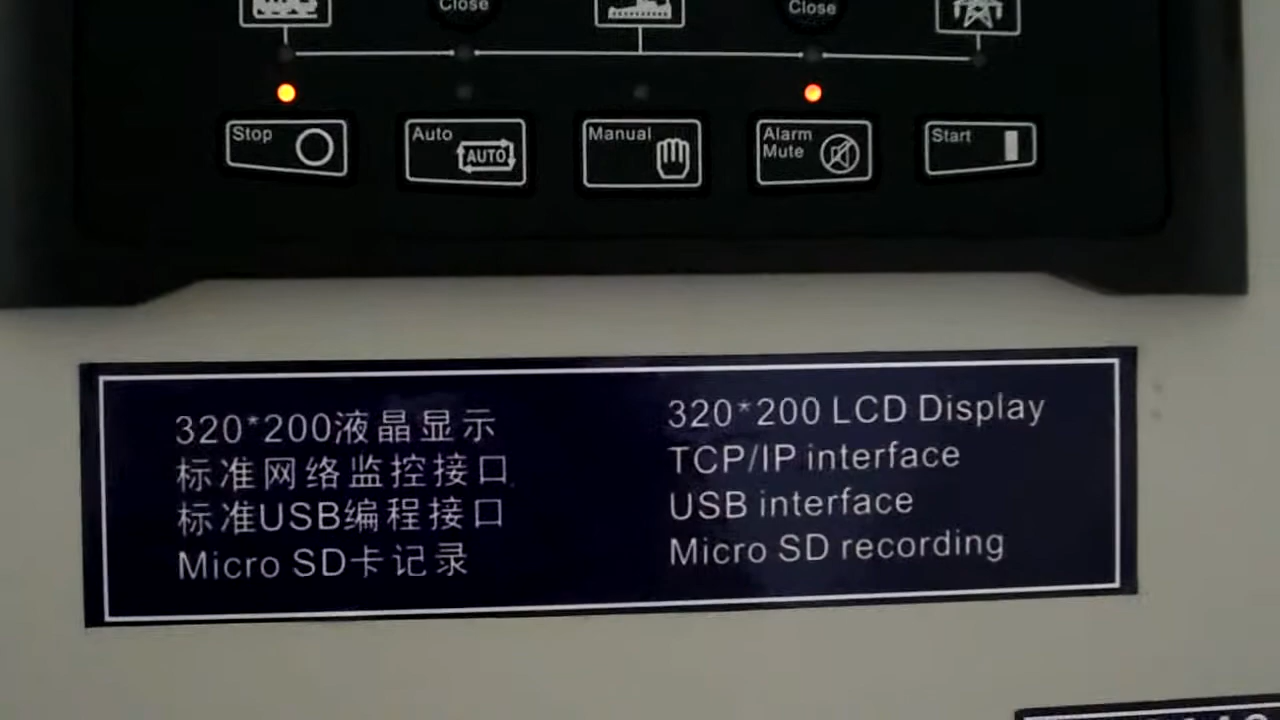 Close
Close
Stop
Auto
AUTO
Manual
Alarm
Mute
Start
320*200液晶显示
标准网络监控接口
标准USB编程接口
Micro SD卡记录
320*200 LCD Display
TCP/IP interface
USB interface
Micro SD recording